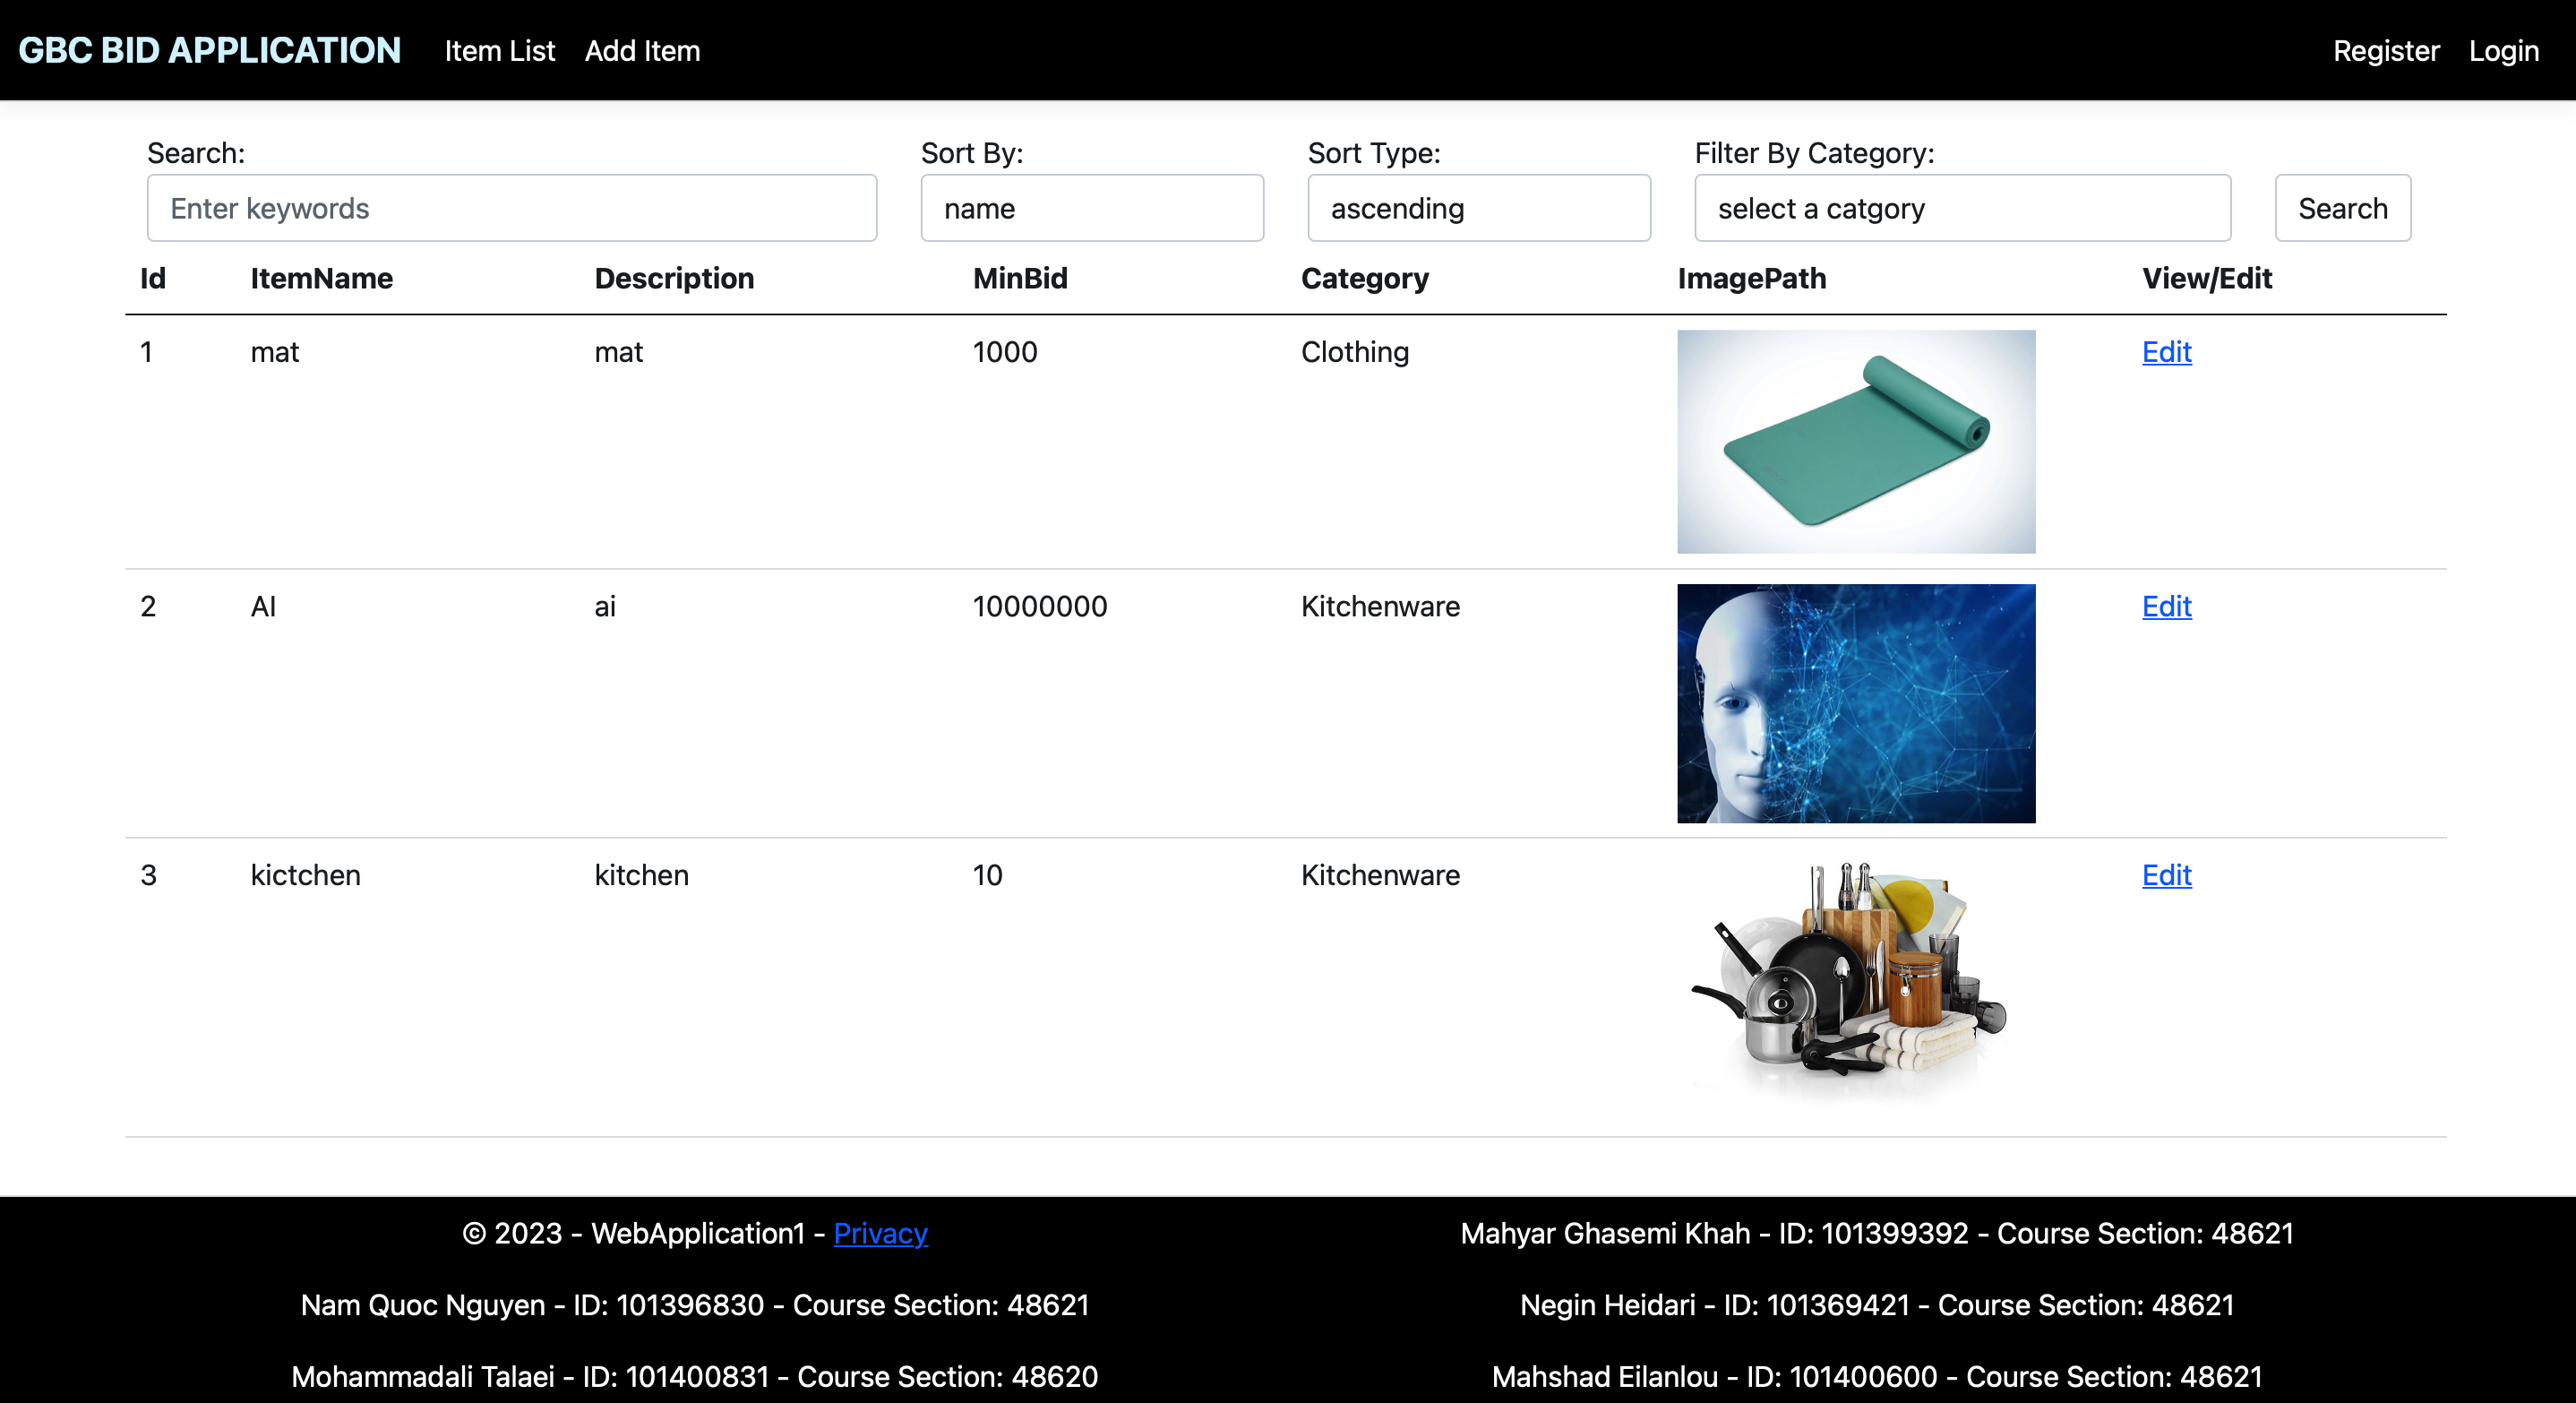 GBC BID APPLICATION Item List Add Item Register Login
Search: Sort By: Sort Type: Filter By Category:
Enter keywords name ascending select a catgory Search
Id ItemName Description MinBid Category ImagePath View/Edit
1 mat mat 1000 Clothing Edit
2 AI ai 10000000 Kitchenware Edit
3 kictchen kitchen 10 Kitchenware Edit
© 2023 - WebApplication1 - Privacy Mahyar Ghasemi Khah - ID: 101399392 - Course Section: 48621
Nam Quoc Nguyen - ID: 101396830 - Course Section: 48621 Negin Heidari - ID: 101369421 - Course Section: 48621
Mohammadali Talaei - ID: 101400831 - Course Section: 48620 Mahshad Eilanlou - ID: 101400600 - Course Section: 48621